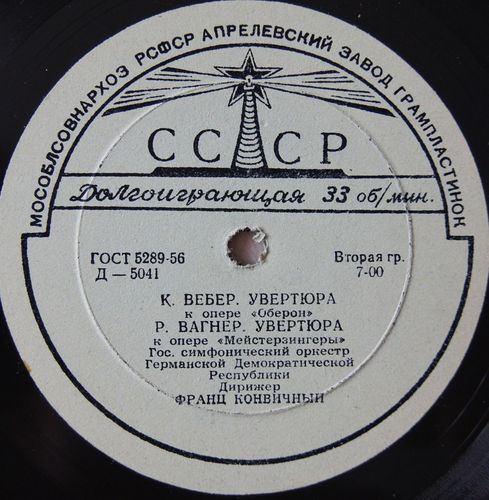 МОСОБЛСОВНАРХОЗ РСФСР АПРЕЛЕВСКИЙ ЗАВОД ГРАМПЛАСТИНОК
СССР
Долгоиграющая 33 об/мин.
ГОСТ 5289-56
Д — 5041
Вторая гр.
7-00
К. ВЕБЕР. УВЕРТЮРА
к опере «Оберон»
Р. ВАГНЕР. УВЕРТЮРА
к опере «Мейстерзингеры»
Гос. симфонический оркестр
Германской Демократической
Республики
Дирижер
ФРАНЦ КОНВИЧНЫЙ